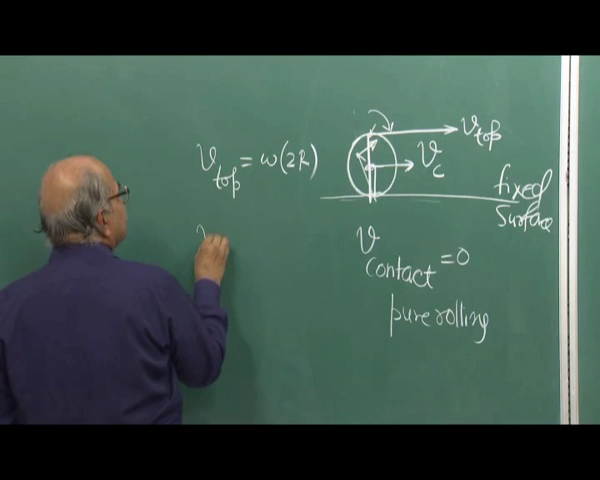 v_top = ω(2R)
v_top
v_c
fixed
surface
v_contact = 0
pure rolling